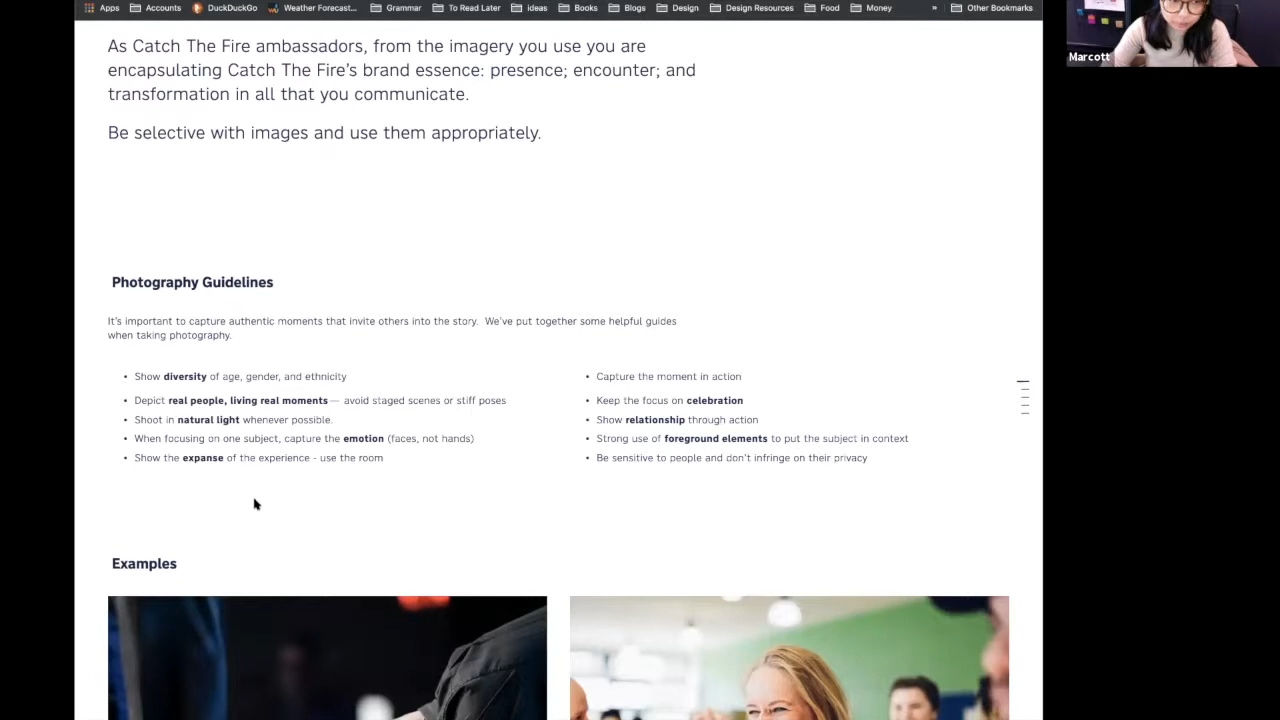 Apps Accounts DuckDuckGo Weather Forecast... Grammar To Read Later ideas Books Blogs Design Design Resources Food Money » Other Bookmarks
Marcott
As Catch The Fire ambassadors, from the imagery you use you are
encapsulating Catch The Fire's brand essence: presence; encounter; and
transformation in all that you communicate.
Be selective with images and use them appropriately.
Photography Guidelines
It's important to capture authentic moments that invite others into the story. We've put together some helpful guides
when taking photography.
• Show diversity of age, gender, and ethnicity
• Depict real people, living real moments — avoid staged scenes or stiff poses
• Shoot in natural light whenever possible.
• When focusing on one subject, capture the emotion (faces, not hands)
• Show the expanse of the experience - use the room
• Capture the moment in action
• Keep the focus on celebration
• Show relationship through action
• Strong use of foreground elements to put the subject in context
• Be sensitive to people and don't infringe on their privacy
Examples